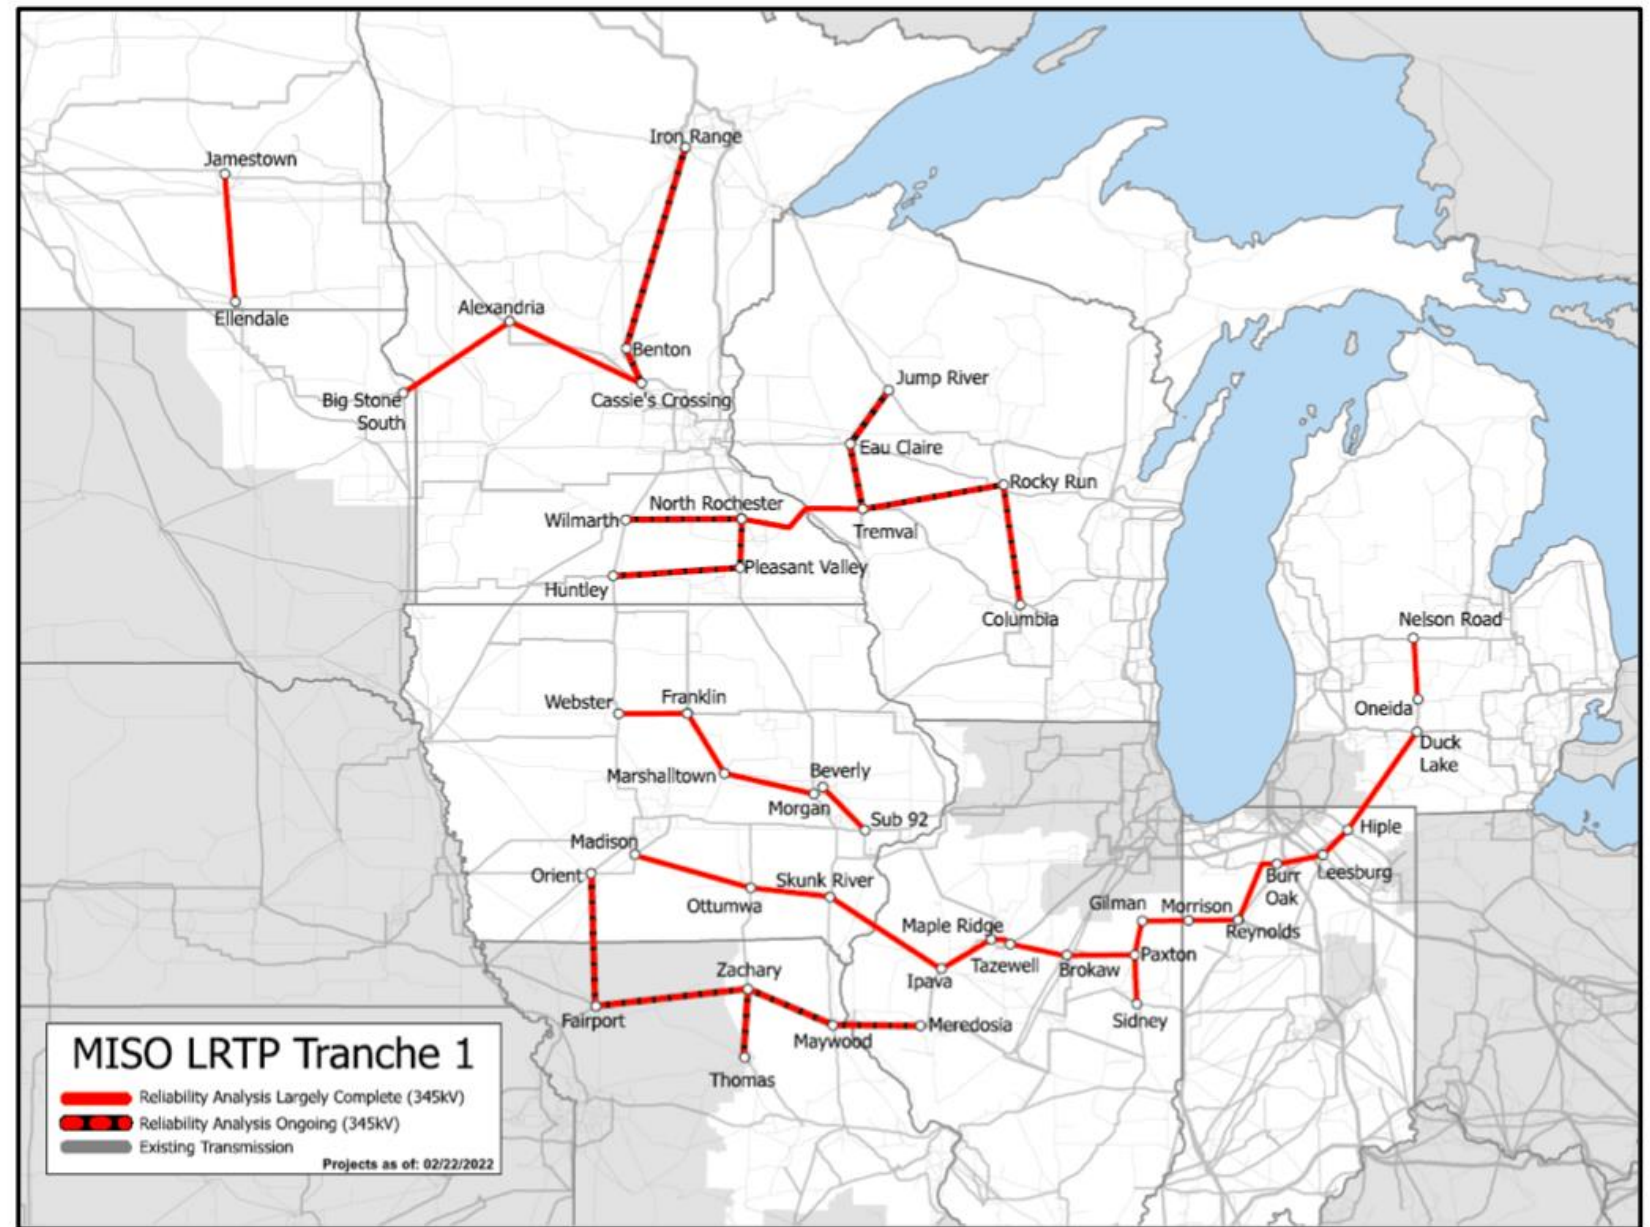 Iron Range
Jamestown
Ellendale
Alexandria
Benton
Big Stone
South
Cassie's Crossing
Jump River
Eau Claire
Rocky Run
North Rochester
Wilmarth
Tremval
Pleasant Valley
Huntley
Columbia
Nelson Road
Webster
Franklin
Oneida
Duck
Lake
Marshalltown
Beverly
Morgan
Sub 92
Hiple
Madison
Orient
Skunk River
Ottumwa
Burr
Oak
Leesburg
Gilman
Morrison
Reynolds
Maple Ridge
Tazewell
Brokaw
Paxton
Ipava
Zachary
Sidney
Fairport
Meredosia
Maywood
Thomas
MISO LRTP Tranche 1
Reliability Analysis Largely Complete (345kV)
Reliability Analysis Ongoing (345kV)
Existing Transmission
Projects as of: 02/22/2022